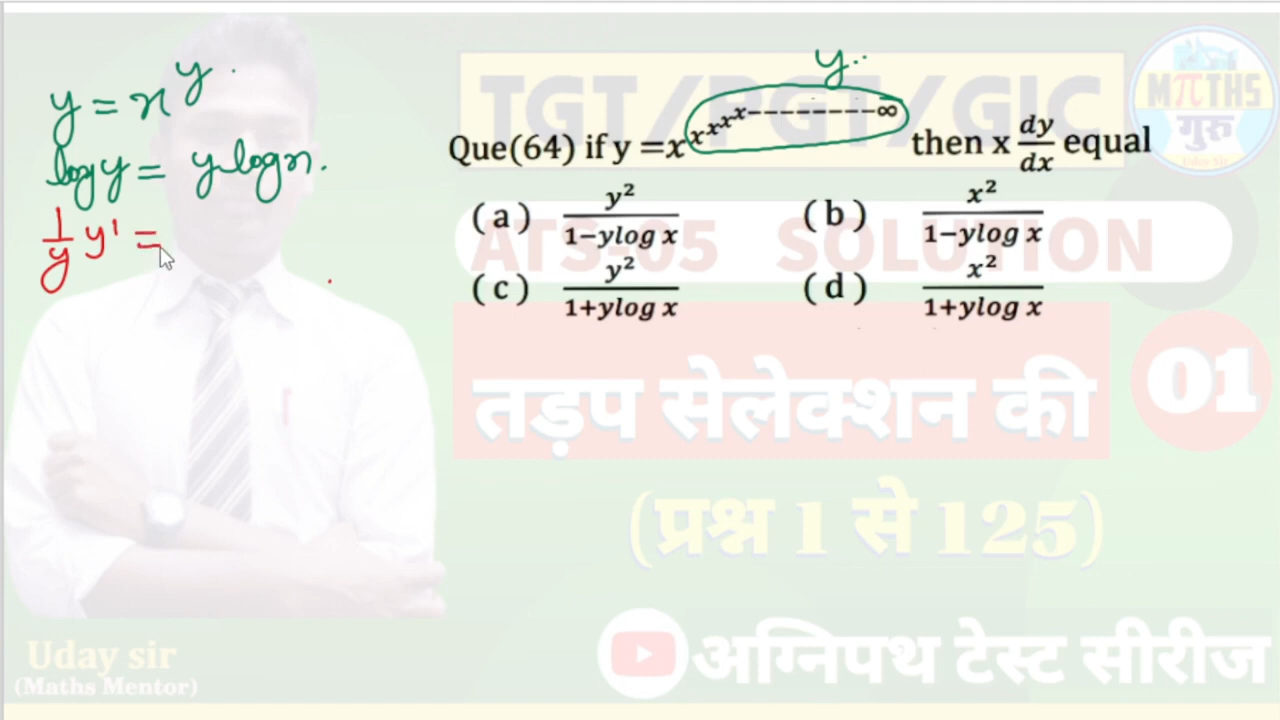 TGT/PGT/GIC
MπTHS
गुरु
Uday Sir
y = x^y .
log y = y log x.
1/y y' =
y..
Que(64) if y = x^x^x^x^x---------∞ then x dy/dx equal
(a) y²/1−ylog x (b) x²/1−ylog x
(c) y²/1+ylog x (d) x²/1+ylog x
ATS-05 SOLUTION
तड़प सेलेक्शन की
01
(प्रश्न 1 से 125)
अग्निपथ टेस्ट सीरीज
Uday sir
(Maths Mentor)